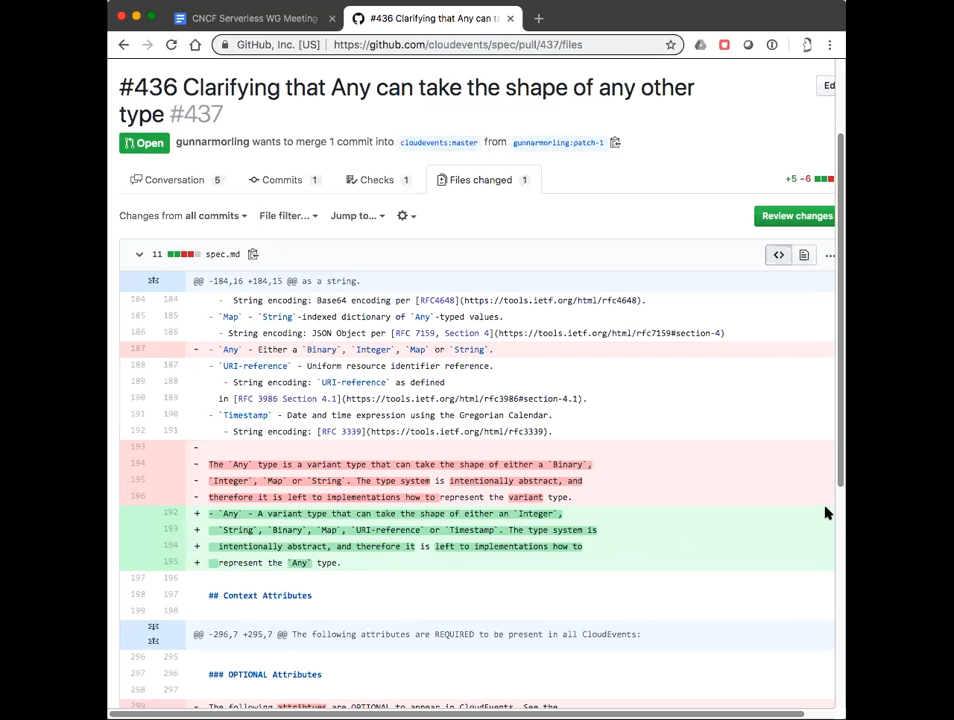 CNCF Serverless WG Meeting
#436 Clarifying that Any can ta
GitHub, Inc. [US] | https://github.com/cloudevents/spec/pull/437/files
#436 Clarifying that Any can take the shape of any other
type #437
Ed
Open gunnarmorling wants to merge 1 commit into cloudevents:master from gunnarmorling:patch-1
Conversation 5 Commits 1 Checks 1 Files changed 1 +5 −6
Changes from all commits File filter... Jump to... Review changes
11 spec.md
@@ -184,16 +184,15 @@ as a string.
184 184 - String encoding: Base64 encoding per [RFC4648](https://tools.ietf.org/html/rfc4648).
185 185 - `Map` - `String`-indexed dictionary of `Any`-typed values.
186 186 - String encoding: JSON Object per [RFC 7159, Section 4](https://tools.ietf.org/html/rfc7159#section-4)
187 - - `Any` - Either a `Binary`, `Integer`, `Map` or `String`.
188 187 - `URI-reference` - Uniform resource identifier reference.
189 188 - String encoding: `URI-reference` as defined
190 189 in [RFC 3986 Section 4.1](https://tools.ietf.org/html/rfc3986#section-4.1).
191 190 - `Timestamp` - Date and time expression using the Gregorian Calendar.
192 191 - String encoding: [RFC 3339](https://tools.ietf.org/html/rfc3339).
193 -
194 - The `Any` type is a variant type that can take the shape of either a `Binary`,
195 - `Integer`, `Map` or `String`. The type system is intentionally abstract, and
196 - therefore it is left to implementations how to represent the variant type.
192 + - `Any` - A variant type that can take the shape of either an `Integer`,
193 + `String`, `Binary`, `Map`, `URI-reference` or `Timestamp`. The type system is
194 + intentionally abstract, and therefore it is left to implementations how to
195 + represent the `Any` type.
197 196
198 197 ## Context Attributes
199 198
@@ -296,7 +295,7 @@ The following attributes are REQUIRED to be present in all CloudEvents:
296 295
297 296 ### OPTIONAL Attributes
298 297
299 - The following attribtues are OPTIONAL to appear in CloudEvents. See the